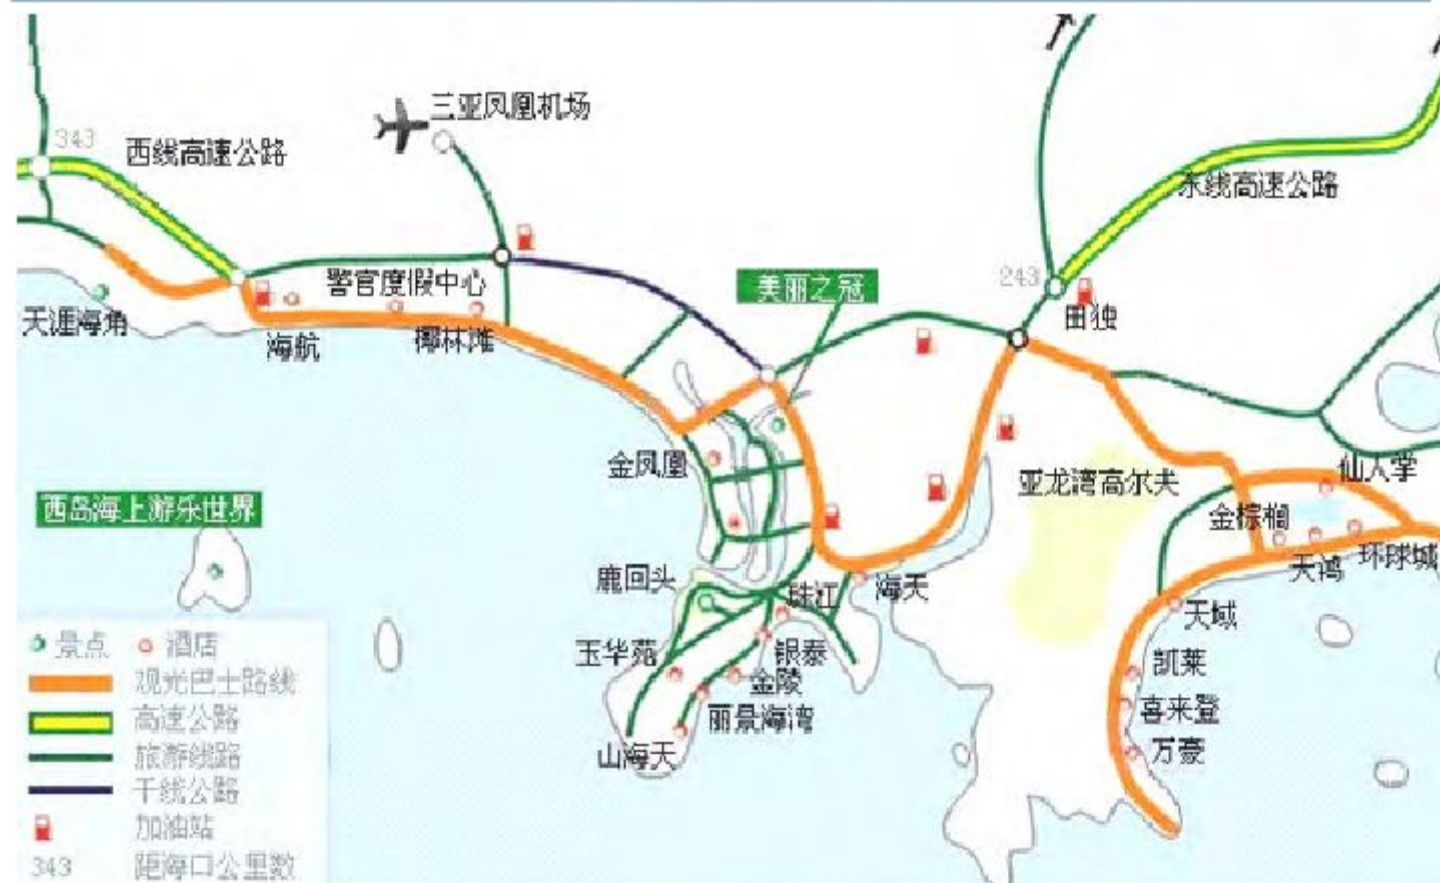 三亚凤凰机场
343
西线高速公路
东线高速公路
243
美丽之冠
警官度假中心
田独
天涯海角
海航
椰林滩
金凤凰
仙人掌
亚龙湾高尔夫
西岛海上游乐世界
金棕榈
环球城
天鸿
鹿回头
珠江
海天
天域
玉华苑
银泰
凯莱
金陵
喜来登
丽景海湾
万豪
山海天
景点 酒店
观光巴士路线
高速公路
旅游线路
干线公路
加油站
343 距海口公里数